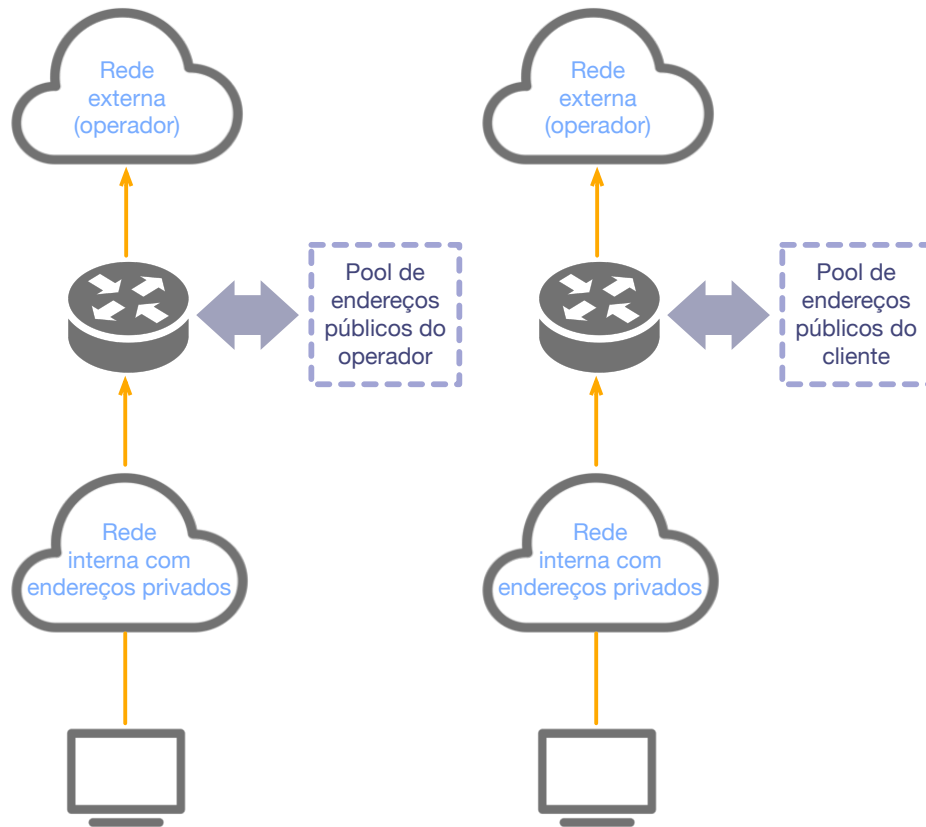 Rede
externa
(operador)
Rede
externa
(operador)
Pool de
endereços
públicos do
operador
Pool de
endereços
públicos do
cliente
Rede
interna com
endereços privados
Rede
interna com
endereços privados